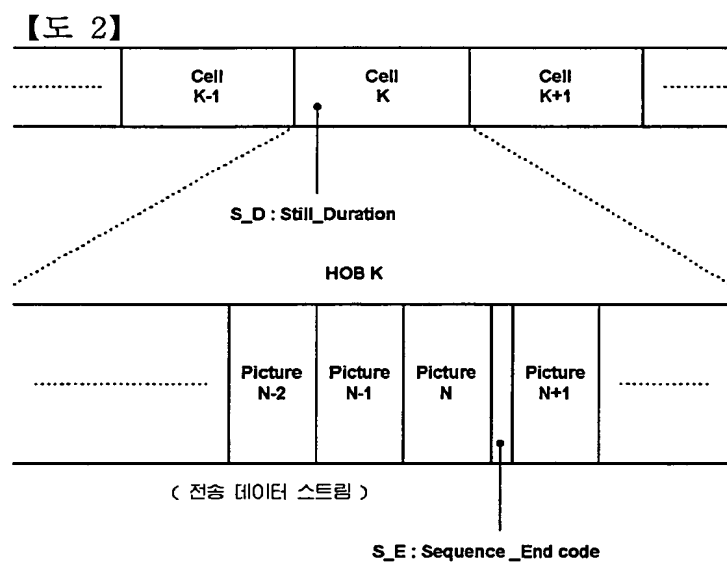 【도 2】
Cell K-1
Cell K
Cell K+1
S_D : Still_Duration
HOB K
Picture N-2
Picture N-1
Picture N
Picture N+1
( 전송 데이터 스트림 )
S_E : Sequence _End code